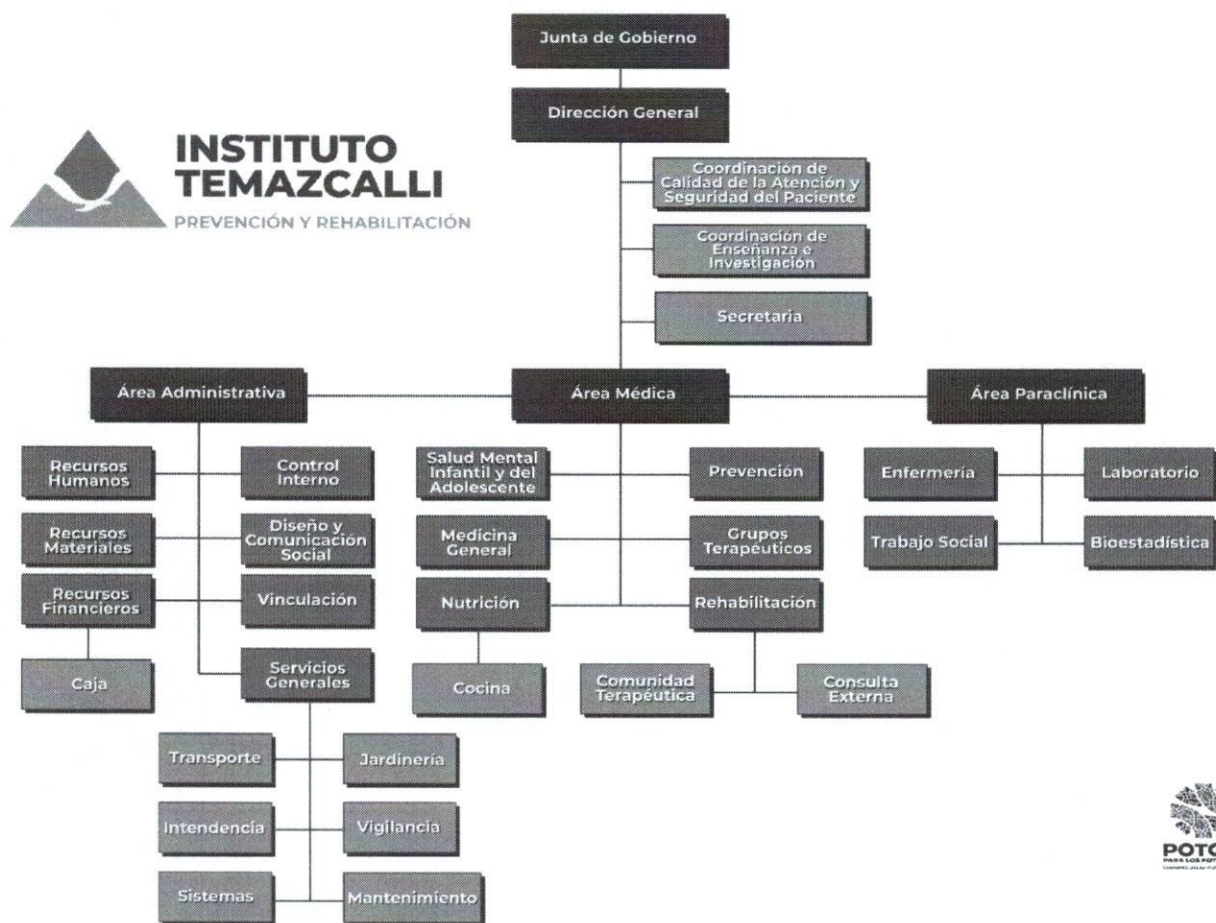 Junta de Gobierno
Dirección General
INSTITUTO
TEMAZCALLI
PREVENCIÓN Y REHABILITACIÓN
Coordinación de
Calidad de la Atención y
Seguridad del Paciente
Coordinación de
Enseñanza e
Investigación
Secretaria
Área Administrativa
Área Médica
Área Paraclínica
Recursos
Humanos
Control
Interno
Salud Mental
Infantil y del
Adolescente
Prevención
Enfermería
Laboratorio
Recursos
Materiales
Diseño y
Comunicación
Social
Medicina
General
Grupos
Terapéuticos
Trabajo Social
Bioestadística
Recursos
Financieros
Vinculación
Nutrición
Rehabilitación
Caja
Servicios
Generales
Cocina
Comunidad
Terapéutica
Consulta
Externa
Transporte
Jardinería
Intendencia
Vigilancia
Sistemas
Mantenimiento
PARA LOS